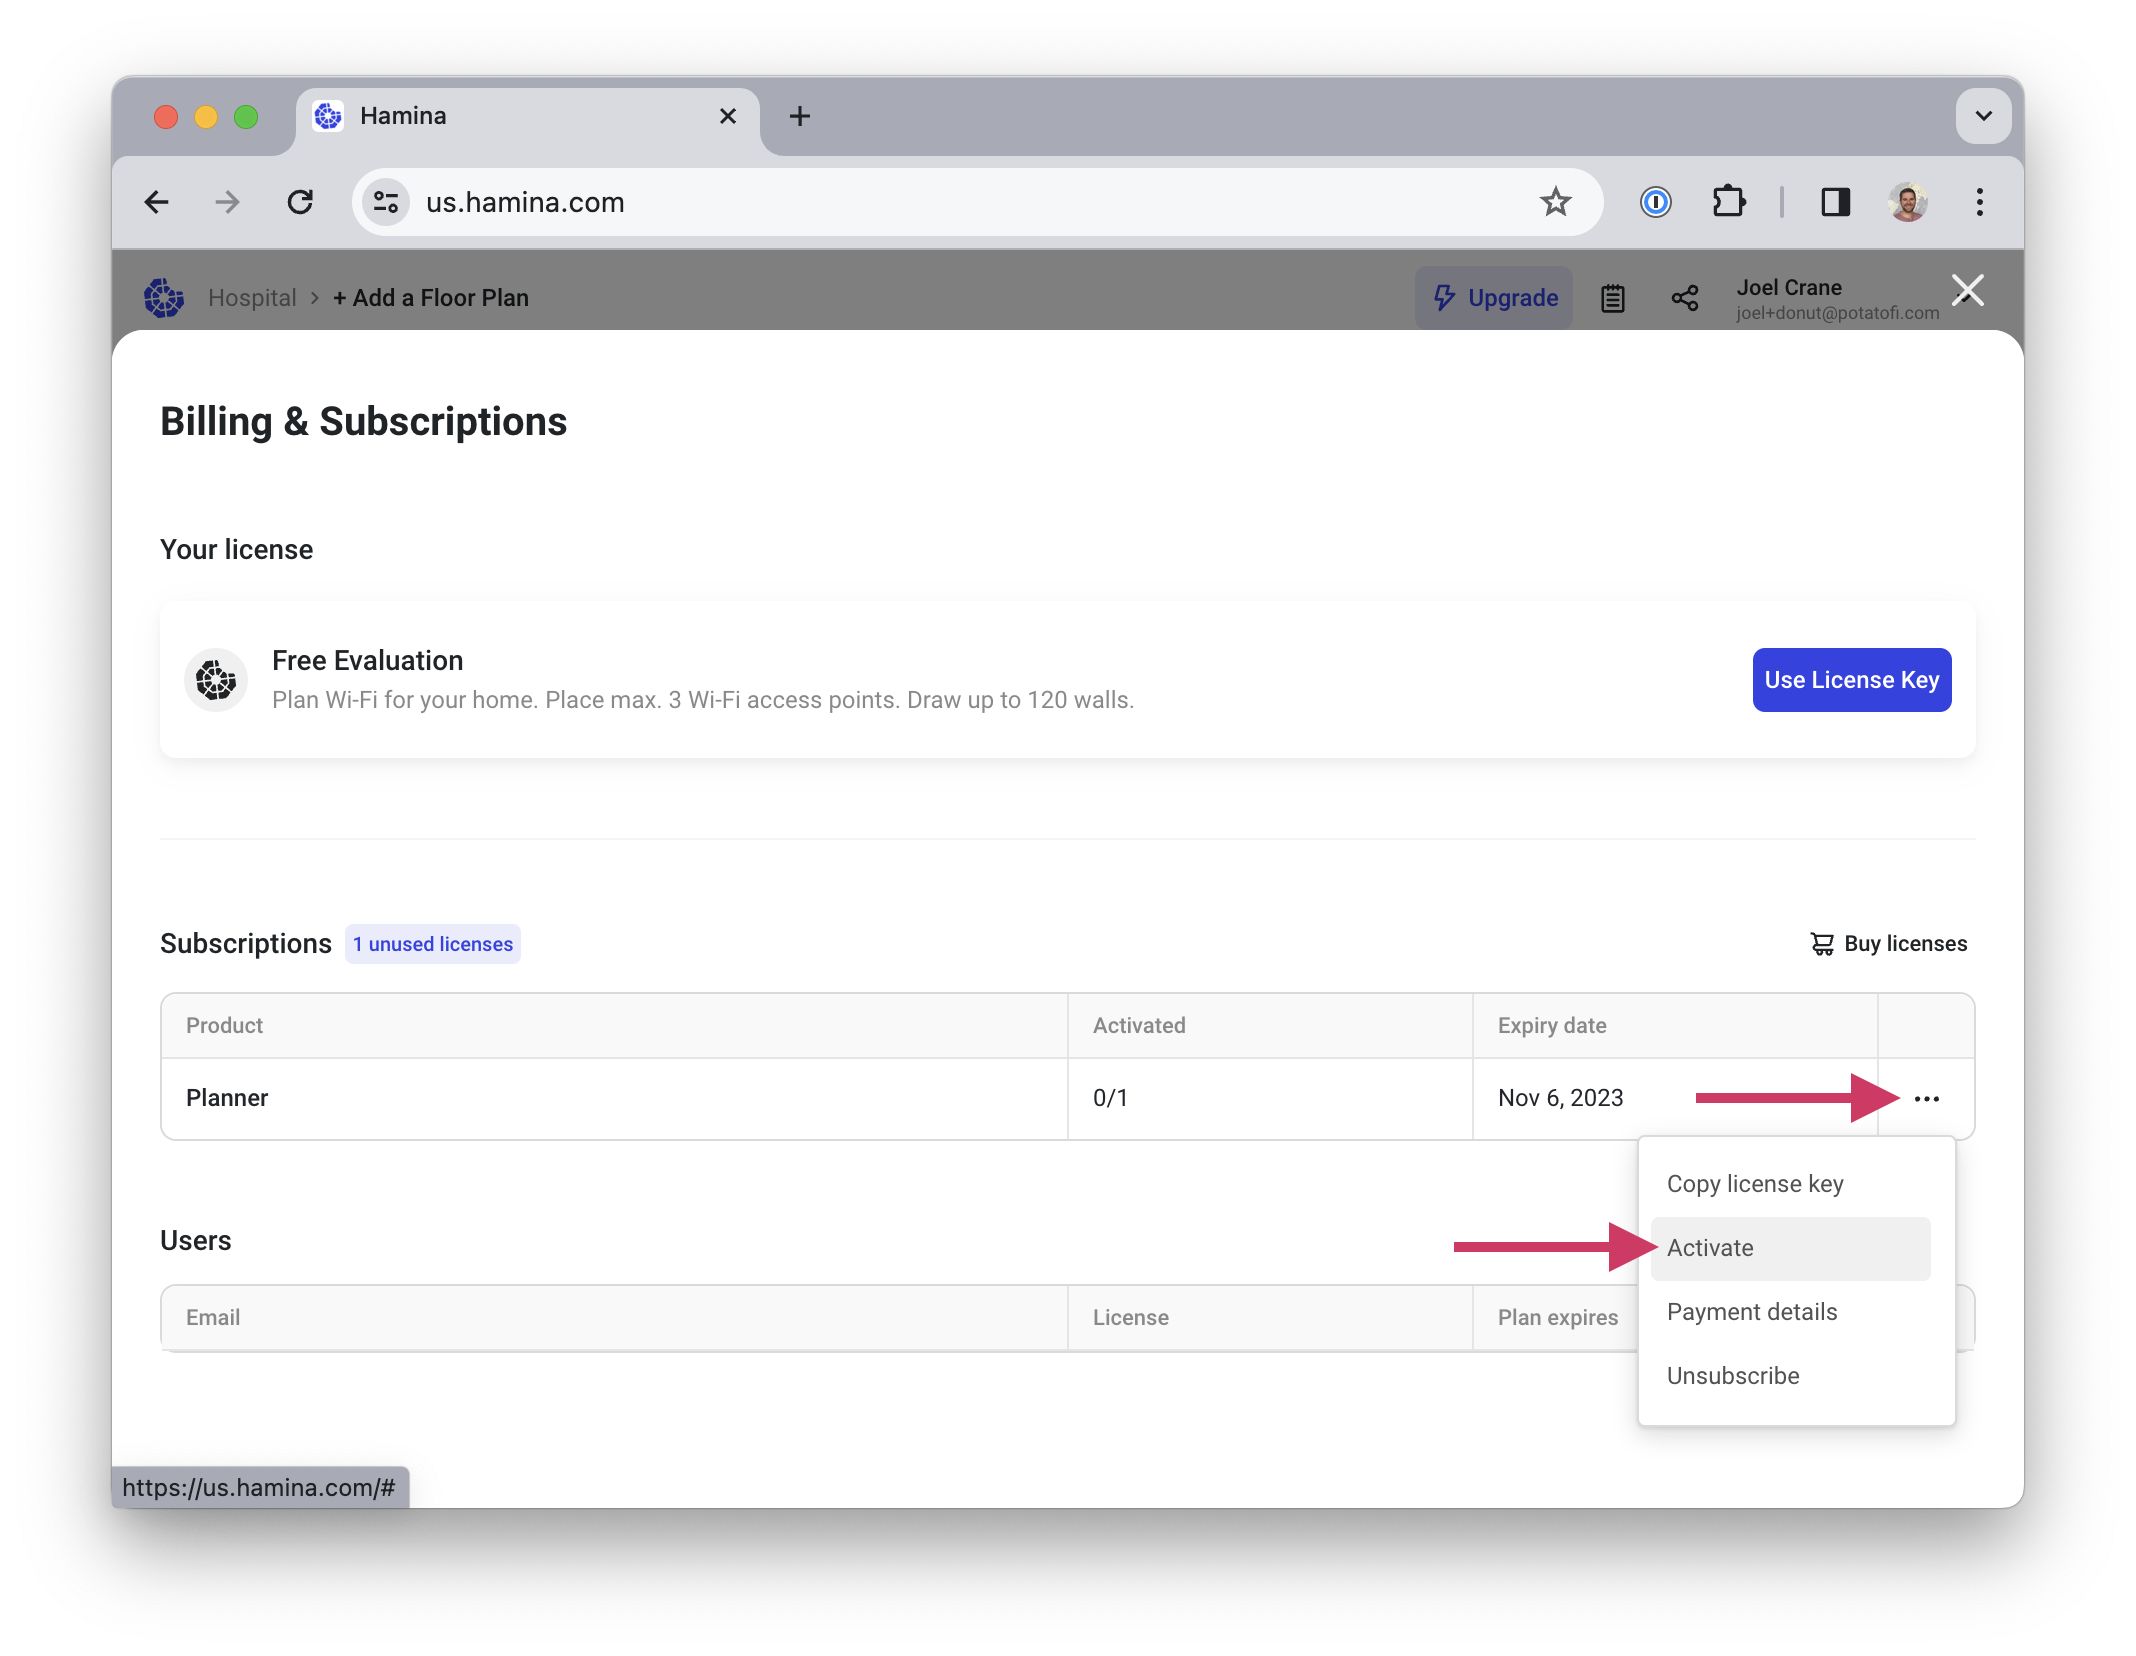 Hamina
us.hamina.com
Hospital > + Add a Floor Plan
Upgrade
Joel Crane
joel+donut@potatofi.com
Billing & Subscriptions
Your license
Free Evaluation
Plan Wi-Fi for your home. Place max. 3 Wi-Fi access points. Draw up to 120 walls.
Use License Key
Subscriptions 1 unused licenses
Buy licenses
Product Activated Expiry date
Planner 0/1 Nov 6, 2023 ...
Copy license key
Activate
Payment details
Unsubscribe
Users
Email License Plan expires
https://us.hamina.com/#